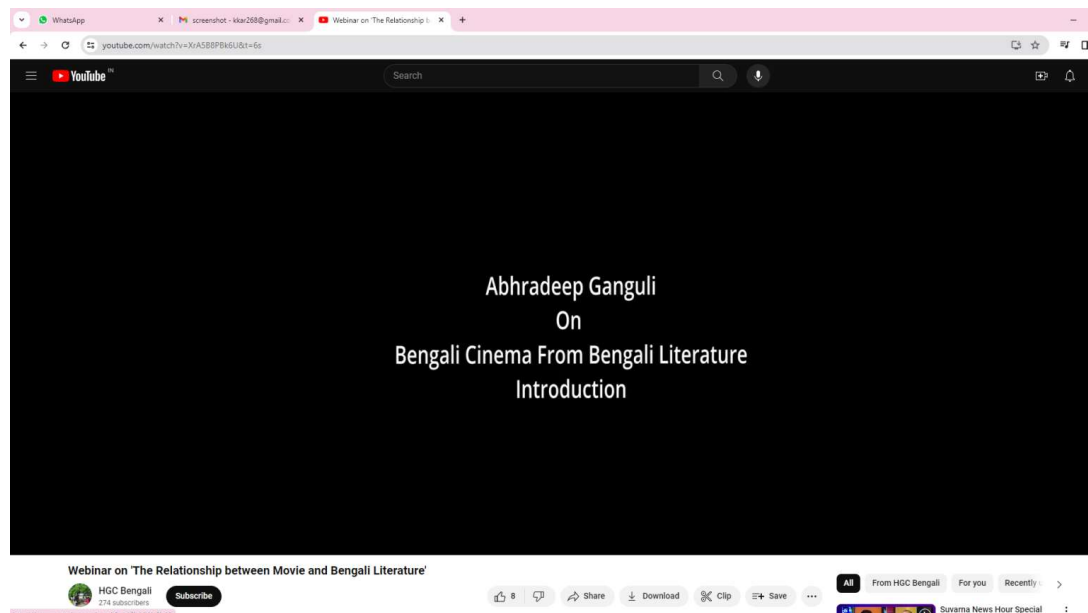 WhatsApp
screenshot - kkar268@gmail.co
Webinar on 'The Relationship b
youtube.com/watch?v=XrASB8PBk6U&t=6s
YouTube IN
Search
Abhradeep Ganguli
On
Bengali Cinema From Bengali Literature
Introduction
Webinar on 'The Relationship between Movie and Bengali Literature'
HGC Bengali
274 subscribers
Subscribe
8
Share
Download
Clip
Save
All
From HGC Bengali
For you
Recently u
Suvarna News Hour Special